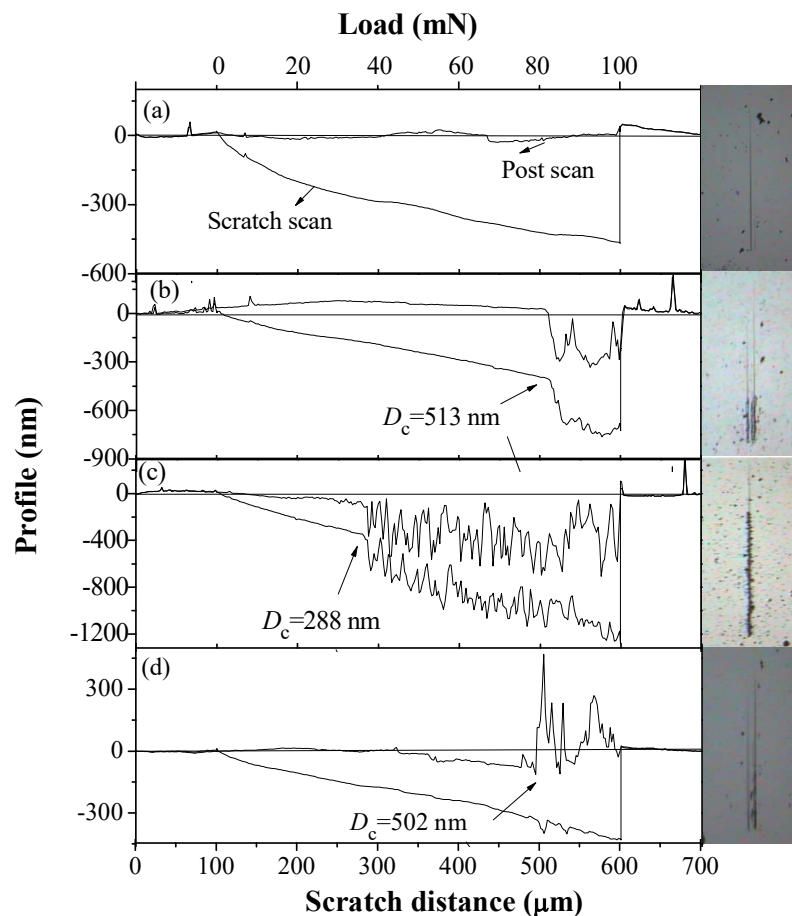 Load (mN)
0 20 40 60 80 100
Profile (nm)
(a)
0
-300
-600
Post scan
Scratch scan
(b)
0
-300
-600
-900
Dc=513 nm
(c)
0
-400
-800
-1200
Dc=288 nm
(d)
300
0
-300
Dc=502 nm
0 100 200 300 400 500 600 700
Scratch distance (μm)